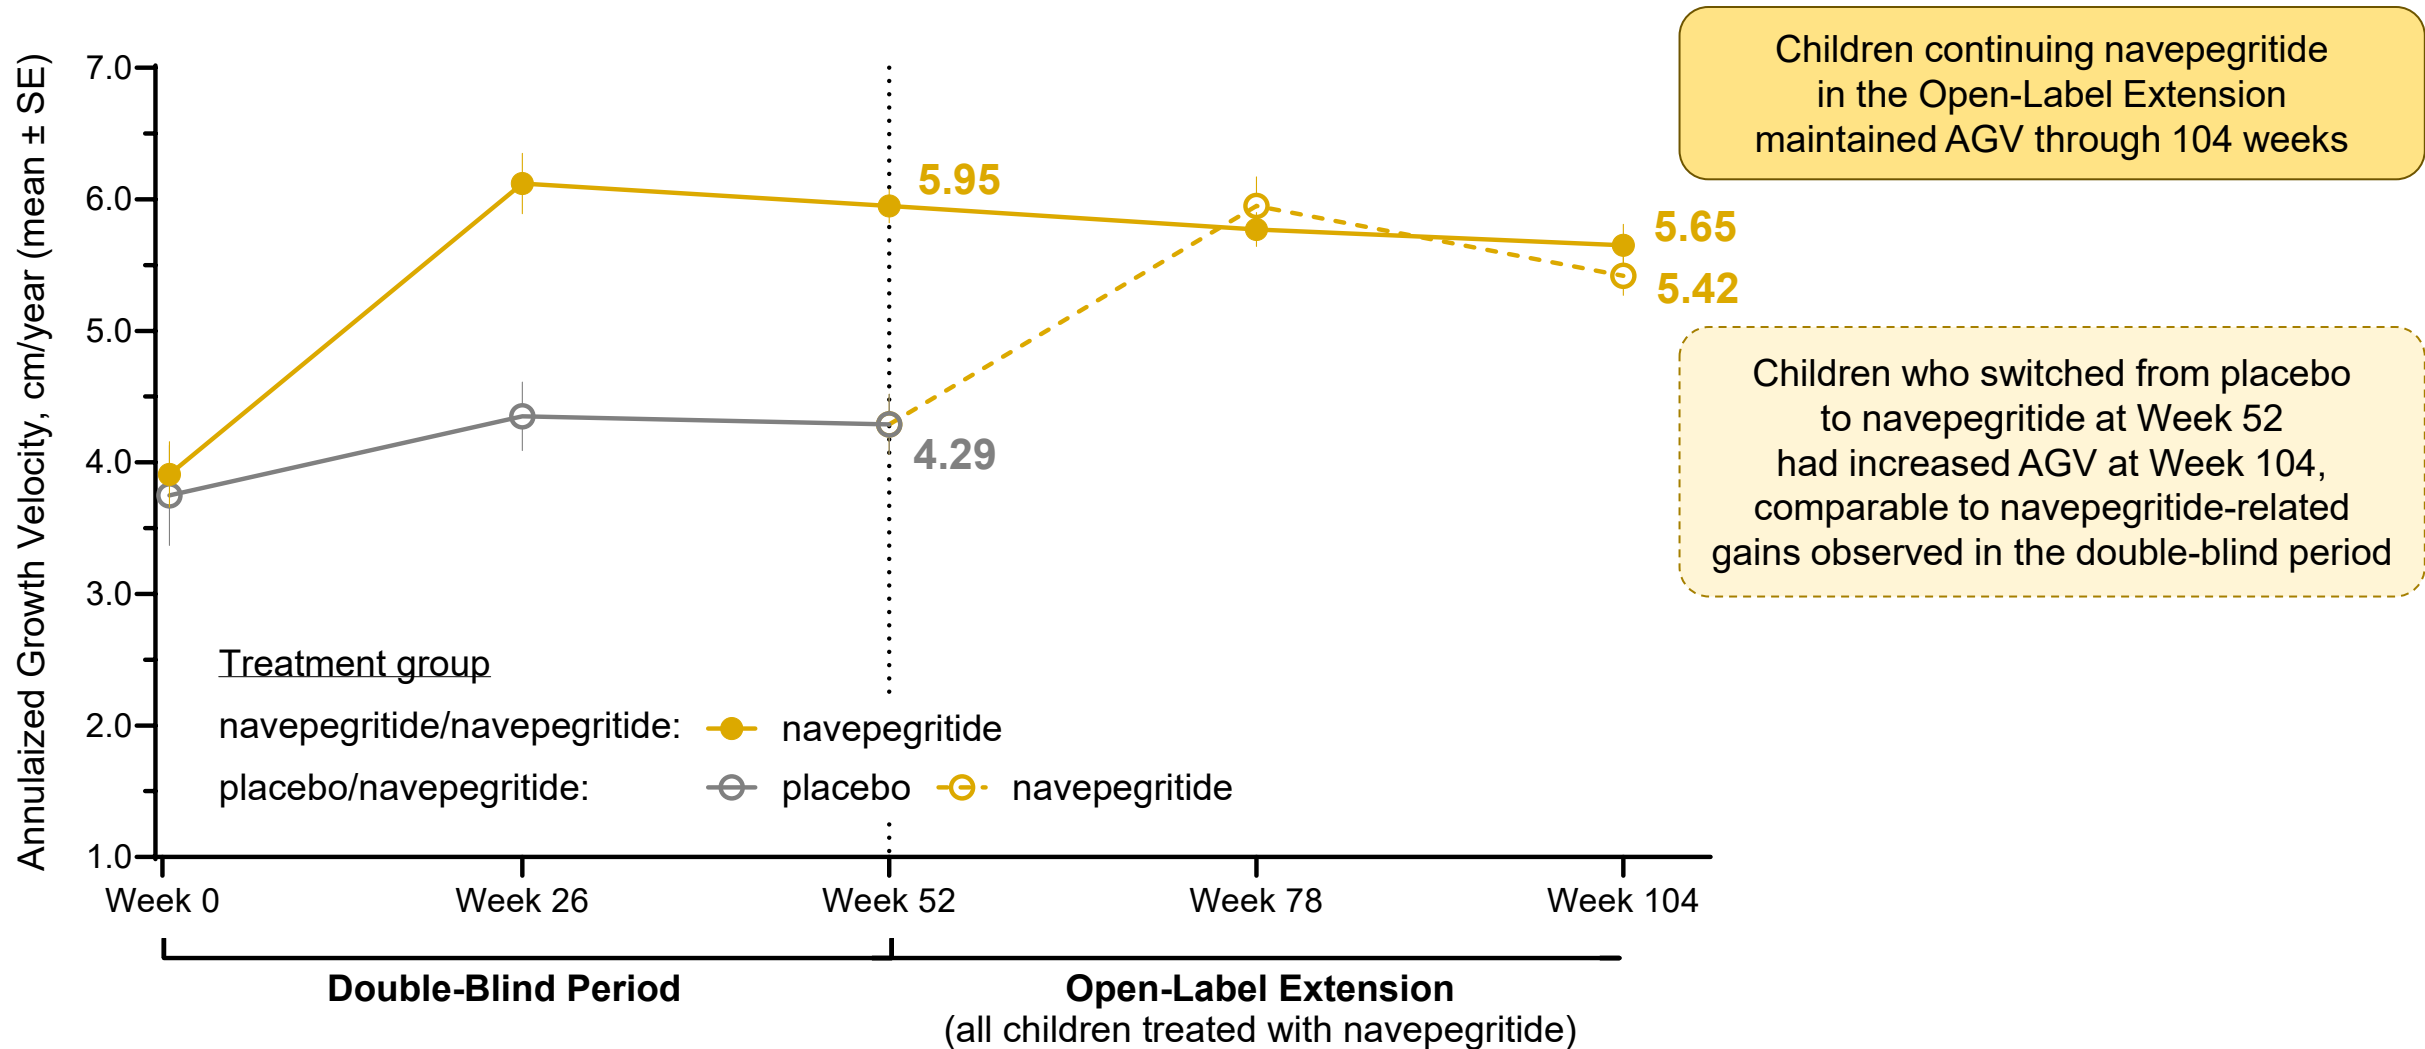 Annulaized Growth Velocity, cm/year (mean ± SE)
7.0
6.0
5.0
4.0
3.0
2.0
1.0
5.95
4.29
5.65
5.42
Children continuing navepegritide
in the Open-Label Extension
maintained AGV through 104 weeks
Children who switched from placebo
to navepegritide at Week 52
had increased AGV at Week 104,
comparable to navepegritide-related
gains observed in the double-blind period
Treatment group
navepegritide/navepegritide: navepegritide
placebo/navepegritide: placebo navepegritide
Week 0 Week 26 Week 52 Week 78 Week 104
Double-Blind Period Open-Label Extension
(all children treated with navepegritide)